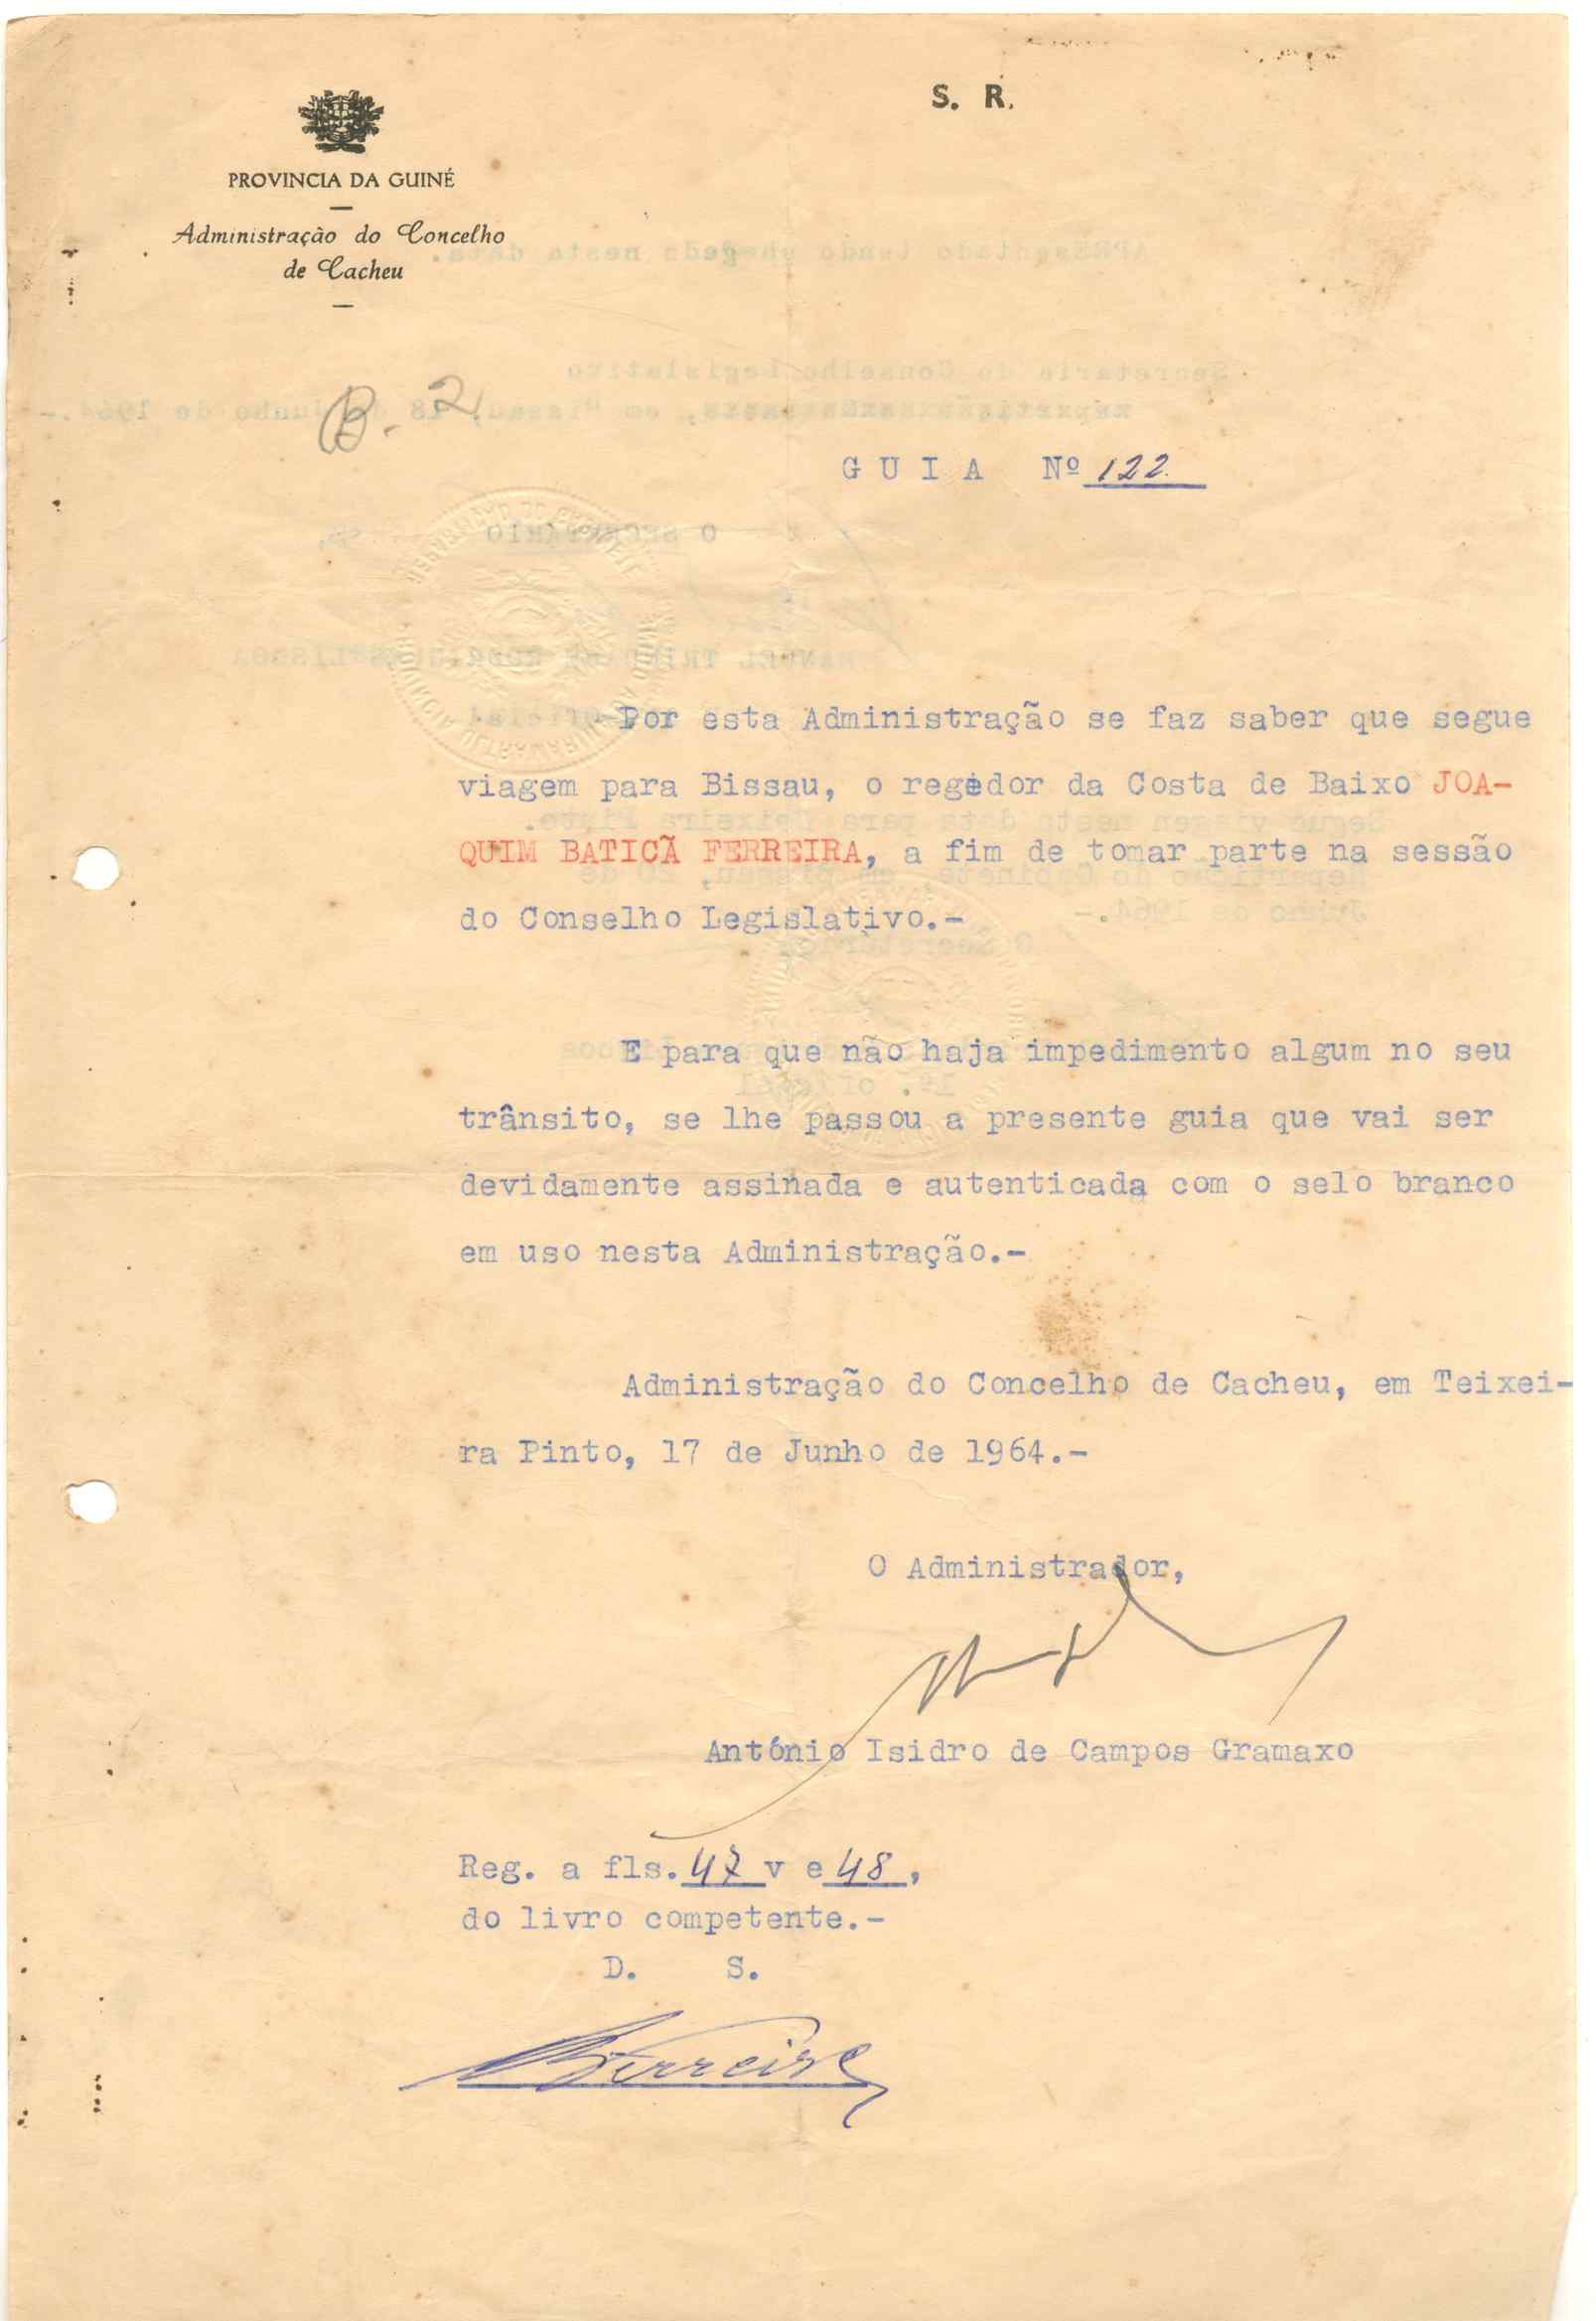 S. R.
PROVINCIA DA GUINÉ
Administração do Concelho
de Cacheu
B-2
GUIA Nº 122
Por esta Administração se faz saber que segue
viagem para Bissau, o regedor da Costa de Baixo JOA-
QUIM BATICÃ FERREIRA, a fim de tomar parte na sessão
do Conselho Legislativo.-
E para que não haja impedimento algum no seu
trânsito, se lhe passou a presente guia que vai ser
devidamente assinada e autenticada com o selo branco
em uso nesta Administração.-
Administração do Concelho de Cacheu, em Teixei-
ra Pinto, 17 de Junho de 1964.-
O Administrador,
António Isidro de Campos Gramaxo
Reg. a fls. 47 v e 48,
do livro competente.-
D. S.
Ferreira